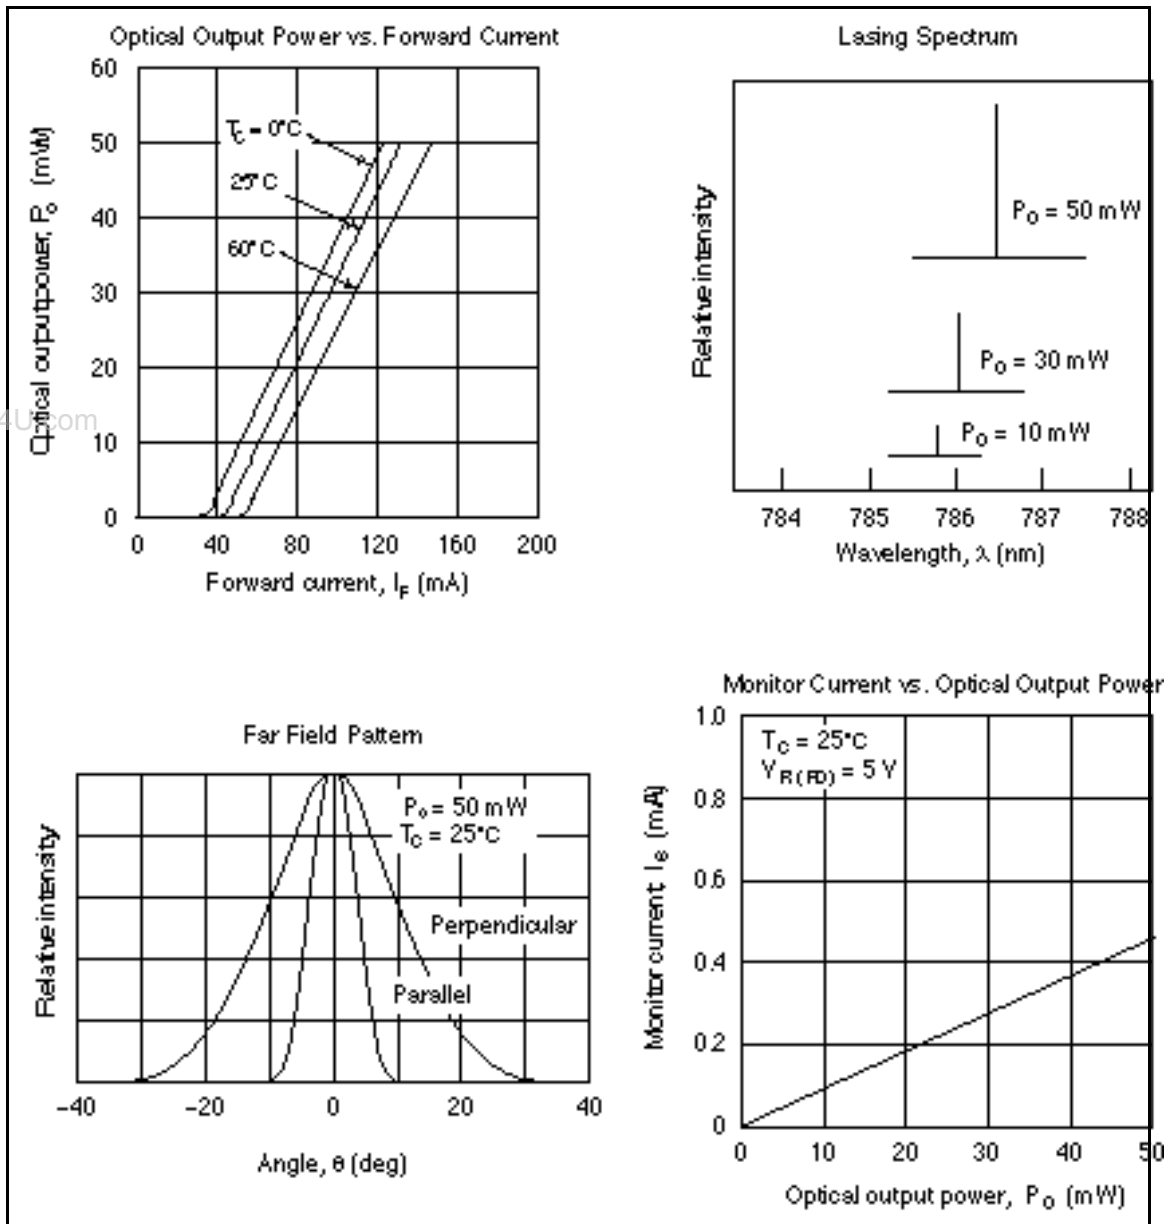 Optical Output Power vs. Forward Current
60
50
40
30
20
10
0
Optical output power, Po (mW)
TC = 0°C
25°C
60°C
0 40 80 120 160 200
Forward current, IF (mA)
Lasing Spectrum
Relative intensity
PO = 50 mW
PO = 30 mW
PO = 10 mW
784 785 786 787 788
Wavelength, λ (nm)
4U.com
Far Field Pattern
Relative intensity
Po = 50 mW
TC = 25°C
Perpendicular
Parallel
−40 −20 0 20 40
Angle, θ (deg)
Monitor Current vs. Optical Output Power
1.0
0.8
0.6
0.4
0.2
0
Monitor current Is (mA)
TC = 25°C
VR(PD) = 5 V
0 10 20 30 40 50
Optical output power, PO (mW)